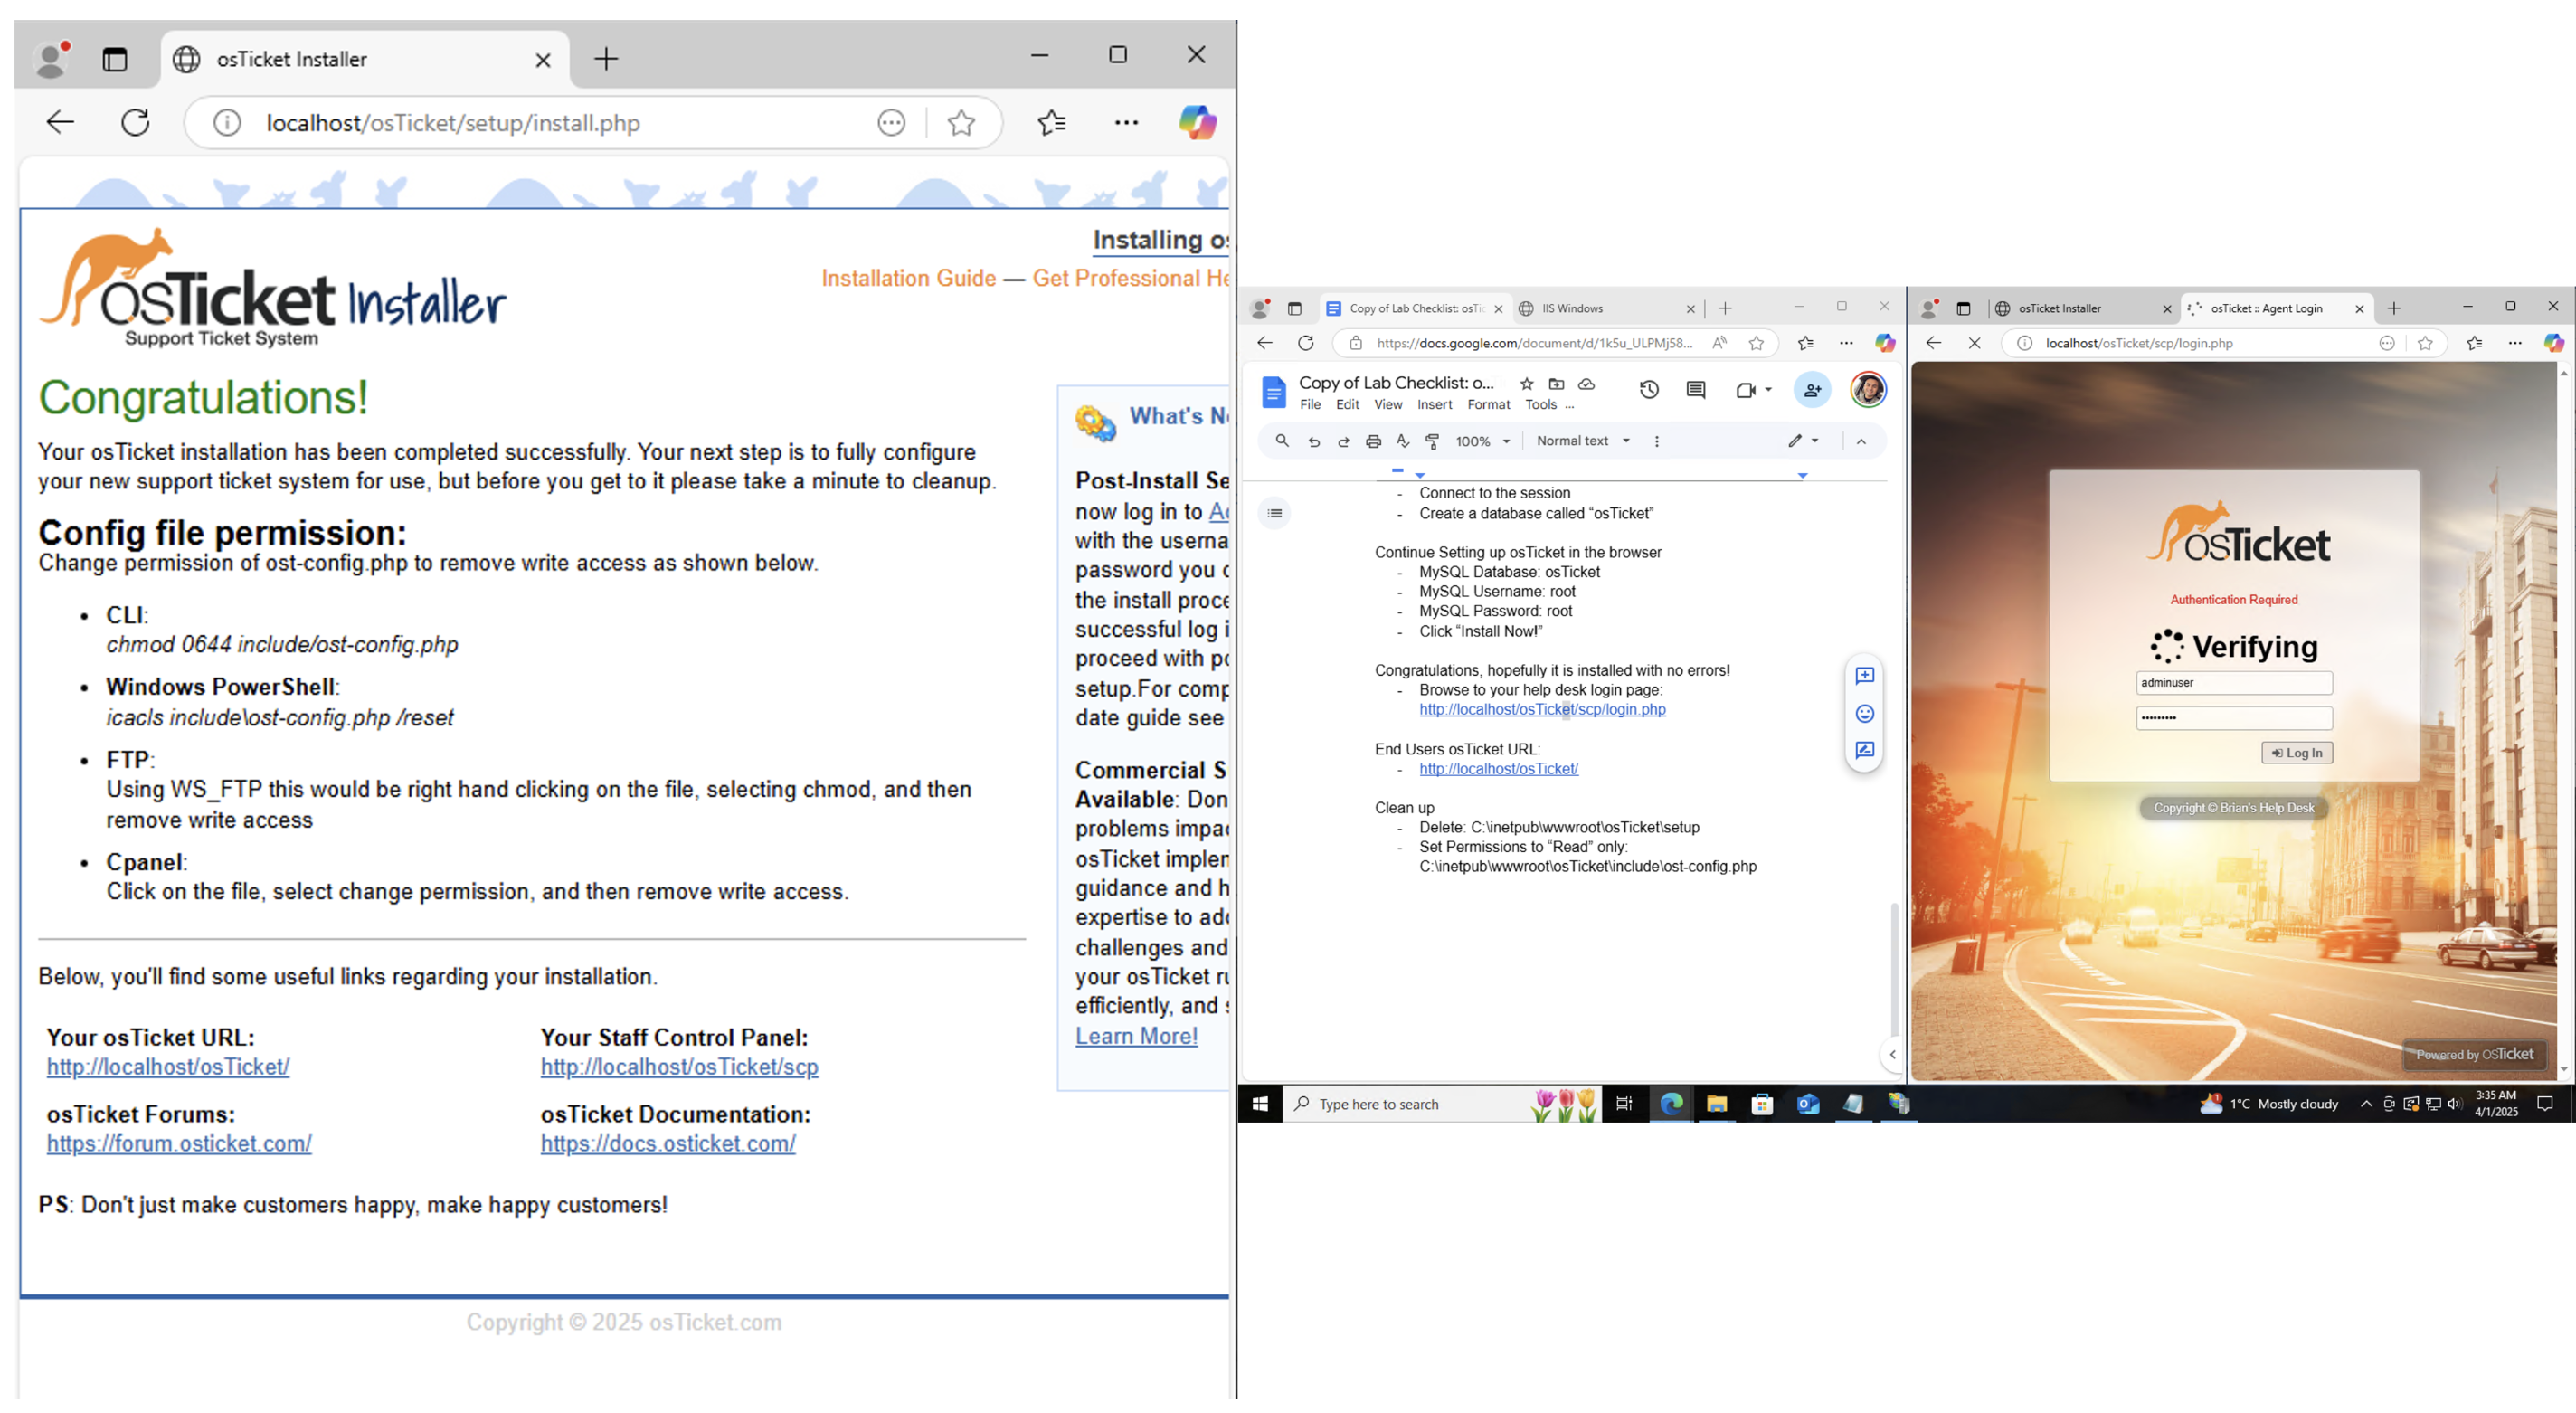 osTicket Installer
localhost/osTicket/setup/install.php
Installing os
Installation Guide — Get Professional He
osTicket Installer
Support Ticket System
Congratulations!
Your osTicket installation has been completed successfully. Your next step is to fully configure
your new support ticket system for use, but before you get to it please take a minute to cleanup.
Config file permission:
Change permission of ost-config.php to remove write access as shown below.
• CLI:
chmod 0644 include/ost-config.php
• Windows PowerShell:
icacls include\ost-config.php /reset
• FTP:
Using WS_FTP this would be right hand clicking on the file, selecting chmod, and then
remove write access
• Cpanel:
Click on the file, select change permission, and then remove write access.
Below, you'll find some useful links regarding your installation.
Your osTicket URL:
http://localhost/osTicket/
Your Staff Control Panel:
http://localhost/osTicket/scp
osTicket Forums:
https://forum.osticket.com/
osTicket Documentation:
https://docs.osticket.com/
PS: Don't just make customers happy, make happy customers!
Copyright © 2025 osTicket.com
What's N
Post-Install Se
now log in to Ad
with the userna
password you c
the install proce
successful log i
proceed with po
setup.For comp
date guide see
Commercial S
Available: Don
problems impac
osTicket implem
guidance and h
expertise to add
challenges and
your osTicket ru
efficiently, and s
Learn More!
Copy of Lab Checklist: osTic
IIS Windows
https://docs.google.com/document/d/1k5u_ULPMj58...
Copy of Lab Checklist: o...
File Edit View Insert Format Tools ...
100% Normal text
- Connect to the session
- Create a database called “osTicket”
Continue Setting up osTicket in the browser
- MySQL Database: osTicket
- MySQL Username: root
- MySQL Password: root
- Click “Install Now!”
Congratulations, hopefully it is installed with no errors!
- Browse to your help desk login page:
http://localhost/osTicket/scp/login.php
End Users osTicket URL:
- http://localhost/osTicket/
Clean up
- Delete: C:\inetpub\wwwroot\osTicket\setup
- Set Permissions to “Read” only:
C:\inetpub\wwwroot\osTicket\include\ost-config.php
osTicket Installer
osTicket :: Agent Login
localhost/osTicket/scp/login.php
osTicket
Authentication Required
Verifying
adminuser
•••••••••
Log In
Copyright © Brian's Help Desk
Powered by osTicket
Type here to search
1
1°C Mostly cloudy
3:35 AM
4/1/2025